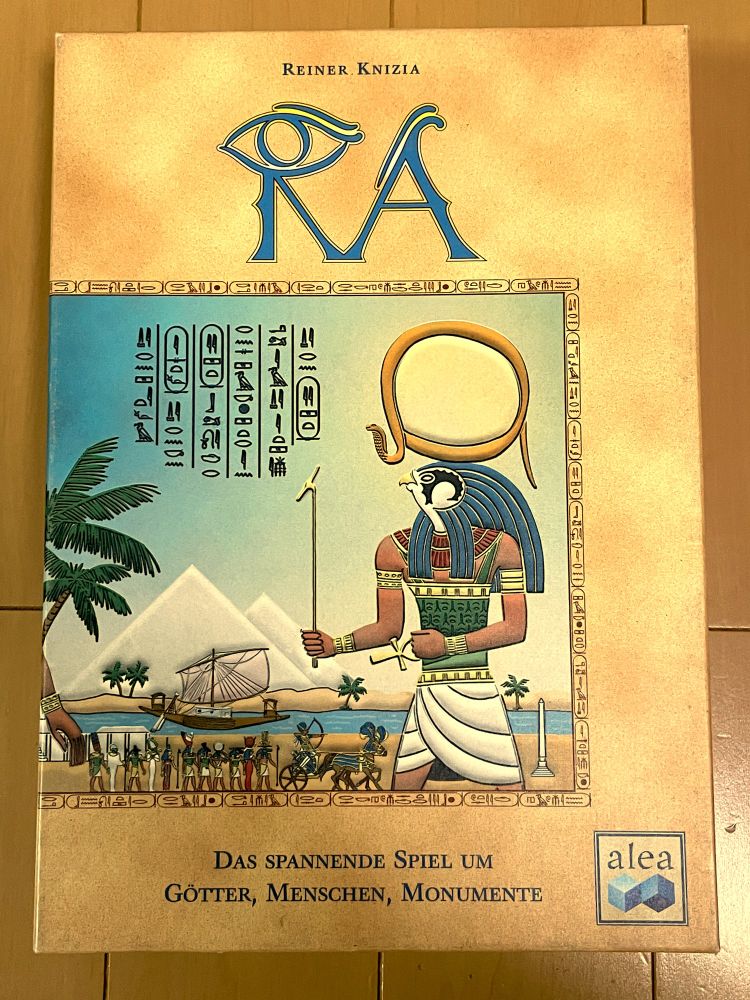 REINER KNIZIA
RA
DAS SPANNENDE SPIEL UM
GÖTTER, MENSCHEN, MONUMENTE
alea